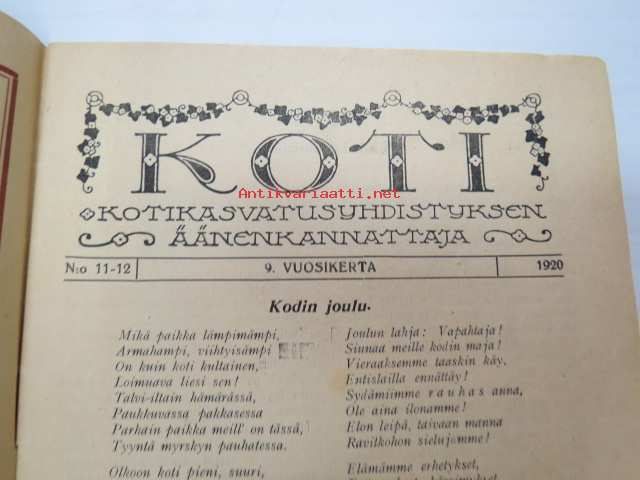 KOTI
Antikvariaatti.net
KOTIKASVATUSYHDISTYKSEN
ÄÄNENKANNATTAJA
N:o 11-12
9. VUOSIKERTA
1920
Kodin joulu.
Mikä paikka lämpimämpi,
Armahampi, viihtyisämpi
On kuin koti kultainen,
Loimuava liesi sen!
Talvi-iltain hämärässä,
Paukkuvassa pakkasessa
Parhain paikka meill' on tässä,
Tyyntä myrskyn pauhatessa.
Olkoon koti pieni, suuri,
Joulun lahja: Vapahtaja!
Siunaa meille kodin maja!
Vieraaksemme taaskin käy,
Entislailla ennättäy!
Sydämiimme rauhas anna,
Ole aina ilonamme!
Elon leipä, taivaan manna
Ravitkohon sielujamme!
Elämämme erhetykset,